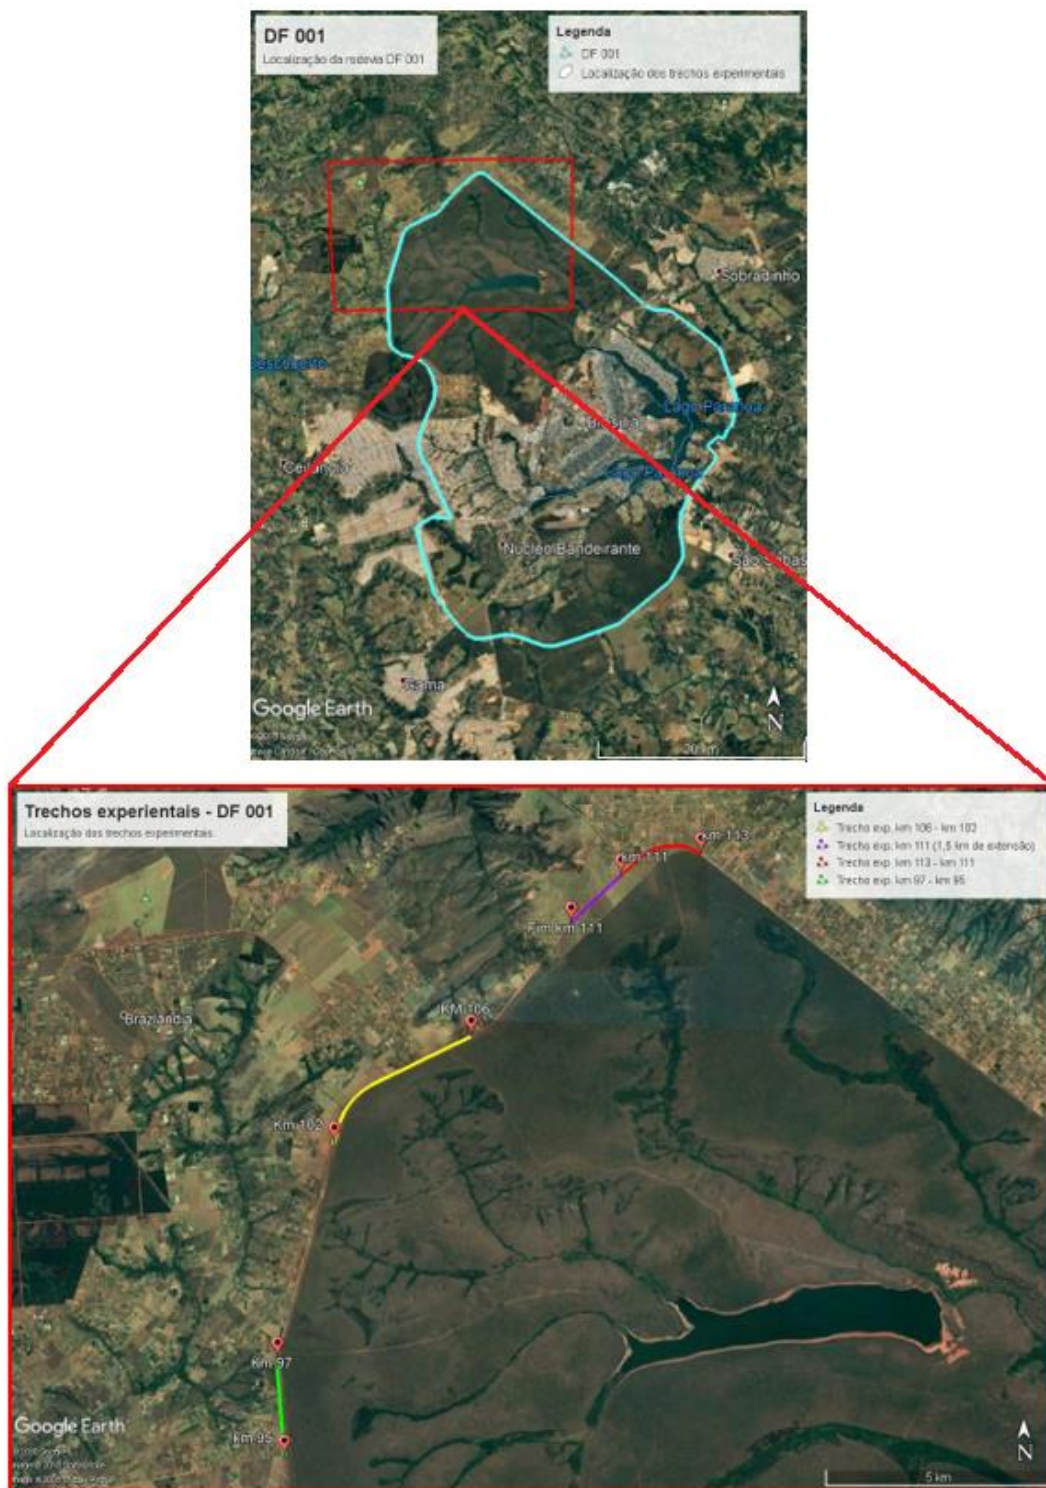 DF 001
Localização da rodovia DF 001
Legenda
DF 001
Localização dos trechos experimentais
Sobradinho
Ceilândia
Brasília
Núcleo Bandeirante
Gama
Google Earth
N
20 km
Trechos experientais - DF 001
Localização dos trechos experimentais
Legenda
Trecho exp. km 106 - km 102
Trecho exp. km 111 (1,5 km de extensão)
Trecho exp. km 113 - km 111
Trecho exp. km 97 - km 95
km 113
km 111
Fim km 111
KM 106
Brazlândia
Km 102
Km 97
km 95
Google Earth
N
5 km